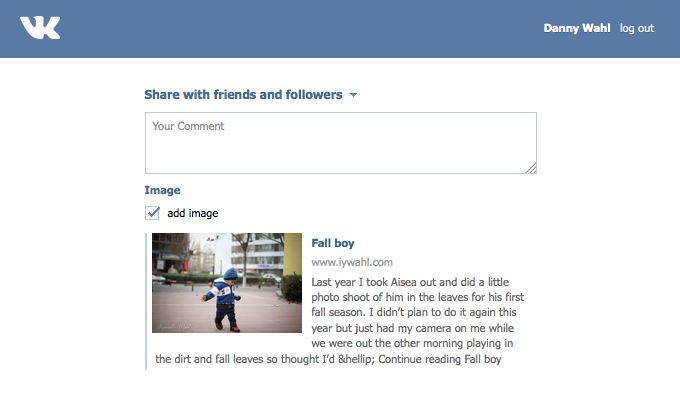 Danny Wahl log out
Share with friends and followers
Your Comment
Image
add image
Fall boy
www.iywahl.com
Last year I took Aisea out and did a little
photo shoot of him in the leaves for his first
fall season. I didn’t plan to do it again this
year but just had my camera on me while
we were out the other morning playing in
the dirt and fall leaves so thought I’d &hellip; Continue reading Fall boy